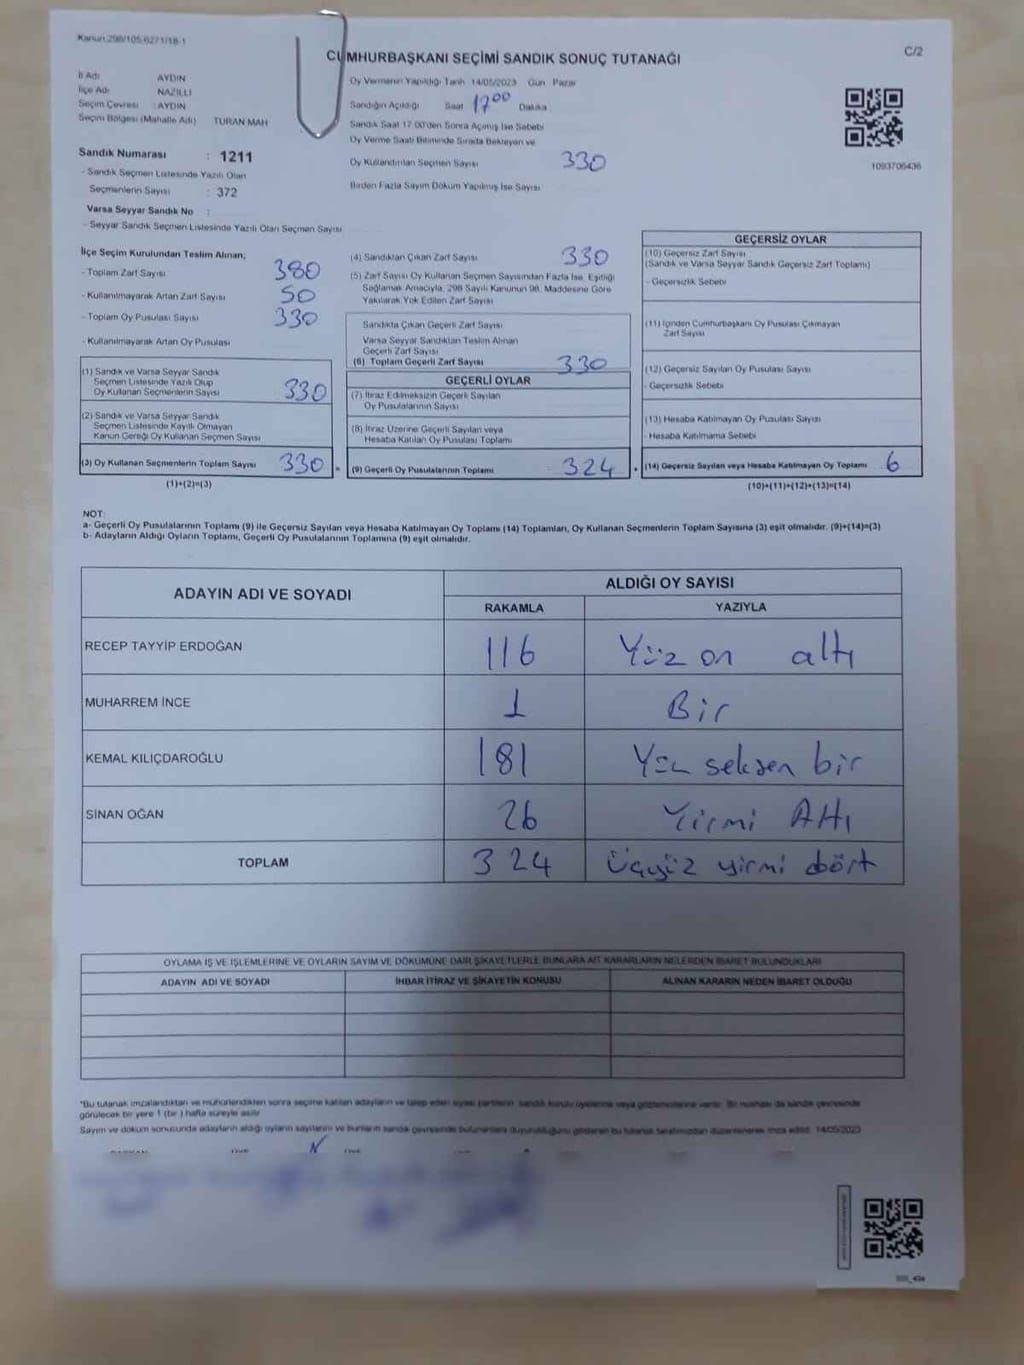 Kanun:298/105,6271/18-1
CUMHURBAŞKANI SEÇİMİ SANDIK SONUÇ TUTANAĞI
C/2
İl Adı AYDIN
İlçe Adı NAZİLLİ
Seçim Çevresi : AYDIN
Seçim Bölgesi (Mahalle Adı) TURAN MAH
Sandık Numarası : 1211
- Sandık Seçmen Listesinde Yazılı Olan
Seçmenlerin Sayısı : 372
Varsa Seyyar Sandık No :
- Seyyar Sandık Seçmen Listesinde Yazılı Olan Seçmen Sayısı
Oy Vermenin Yapıldığı Tarih 14/05/2023 Gün Pazar
Sandığın Açıldığı Saat 17 00 Dakika
Sandık Saat 17:00'den Sonra Açılmış İse Sebebi
Oy Verme Saati Bitiminde Sırada Bekleyen ve
Oy Kullandırılan Seçmen Sayısı 330
Birden Fazla Sayım Döküm Yapılmış İse Sayısı
1093706436
İlçe Seçim Kurulundan Teslim Alınan;
- Toplam Zarf Sayısı 380
- Kullanılmayarak Artan Zarf Sayısı 50
- Toplam Oy Pusulası Sayısı 330
- Kullanılmayarak Artan Oy Pusulası
(1) Sandık ve Varsa Seyyar Sandık
Seçmen Listesinde Yazılı Olup
Oy Kullanan Seçmenlerin Sayısı 330
(2) Sandık ve Varsa Seyyar Sandık
Seçmen Listesinde Kayıtlı Olmayan
Kanun Gereği Oy Kullanan Seçmen Sayısı
(3) Oy Kullanan Seçmenlerin Toplam Sayısı 330
(1)+(2)=(3)
(4) Sandıktan Çıkan Zarf Sayısı 330
(5) Zarf Sayısı Oy Kullanan Seçmen Sayısından Fazla İse, Eşitliği
Sağlamak Amacıyla, 298 Sayılı Kanunun 98. Maddesine Göre
Yakılarak Yok Edilen Zarf Sayısı
Sandıkta Çıkan Geçerli Zarf Sayısı
Varsa Seyyar Sandıktan Teslim Alınan
Geçerli Zarf Sayısı
(6) Toplam Geçerli Zarf Sayısı 330
GEÇERLİ OYLAR
(7) İtiraz Edilmeksizin Geçerli Sayılan
Oy Pusulalarının Sayısı
(8) İtiraz Üzerine Geçerli Sayılan veya
Hesaba Katılan Oy Pusulası Toplamı
(9) Geçerli Oy Pusulalarının Toplamı 324
GEÇERSİZ OYLAR
(10) Geçersiz Zarf Sayısı
(Sandık ve Varsa Seyyar Sandık Geçersiz Zarf Toplamı)
- Geçersizlik Sebebi
(11) İçinden Cumhurbaşkanı Oy Pusulası Çıkmayan
Zarf Sayısı
(12) Geçersiz Sayılan Oy Pusulası Sayısı
- Geçersizlik Sebebi
(13) Hesaba Katılmayan Oy Pusulası Sayısı
- Hesaba Katılmama Sebebi
(14) Geçersiz Sayılan veya Hesaba Katılmayan Oy Toplamı 6
(10)+(11)+(12)+(13)=(14)
NOT:
a- Geçerli Oy Pusulalarının Toplamı (9) ile Geçersiz Sayılan veya Hesaba Katılmayan Oy Toplamı (14) Toplamları, Oy Kullanan Seçmenlerin Toplam Sayısına (3) eşit olmalıdır. (9)+(14)=(3)
b- Adayların Aldığı Oyların Toplamı, Geçerli Oy Pusulalarının Toplamına (9) eşit olmalıdır.
ADAYIN ADI VE SOYADI
ALDIĞI OY SAYISI
RAKAMLA YAZIYLA
RECEP TAYYİP ERDOĞAN 116 Yüz on altı
MUHARREM İNCE 1 Bir
KEMAL KILIÇDAROĞLU 181 Yüz seksen bir
SİNAN OĞAN 26 Yirmi Altı
TOPLAM 324 Üçyüz yirmi dört
OYLAMA İŞ VE İŞLEMLERİNE VE OYLARIN SAYIM VE DÖKÜMÜNE DAİR ŞİKAYETLERLE BUNLARA AİT KARARLARIN NELERDEN İBARET BULUNDUKLARI
ADAYIN ADI VE SOYADI İHBAR İTİRAZ VE ŞİKAYETİN KONUSU ALINAN KARARIN NEDEN İBARET OLDUĞU
*Bu tutanak imzalandıktan ve mühürlendikten sonra seçime katılan adayların ve talep eden siyasi partilerin sandık kurulu üyelerine veya gözlemcilerine verilir. Bir nüshası da sandık çevresinde
görülecek bir yere 1 (bir) hafta süreyle asılır
Sayım ve döküm sonucunda adayların aldığı oyların sayılarını ve bunların sandık çevresinde bulunanlara duyurulduğunu gösteren bu tutanak tarafımızdan düzenlenerek imza edildi. 14/05/2023